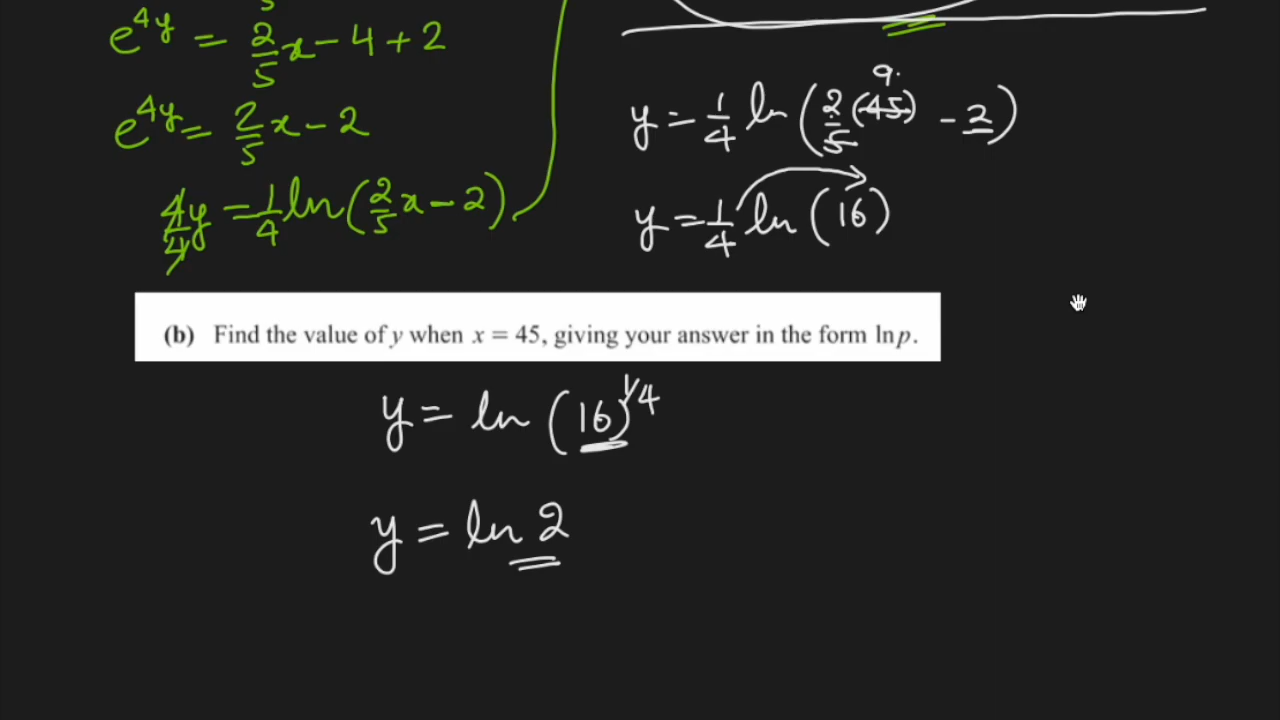 e^{4y} = 2/5 x - 4 + 2
e^{4y} = 2/5 x - 2
4y/4 = 1/4 ln(2/5 x - 2)
9.
y = 1/4 ln(2/5 (45) - 2)
y = 1/4 ln(16)
(b) Find the value of y when x = 45, giving your answer in the form ln p.
y = ln(16)^{1/4}
y = ln 2